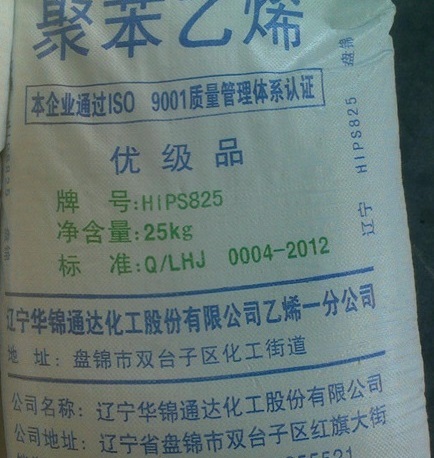 聚苯乙烯
本企业通过ISO 9001质量管理体系认证
优级品
牌 号:HIPS825
净含量:25kg
标 准:Q/LHJ 0004-2012
辽宁华锦通达化工股份有限公司乙烯一分公司
地 址: 盘锦市双台子区化工街道
公司名称: 辽宁华锦通达化工股份有限公司
公司地址: 辽宁省盘锦市双台子区红旗大街
辽宁 HIPS825 盘锦